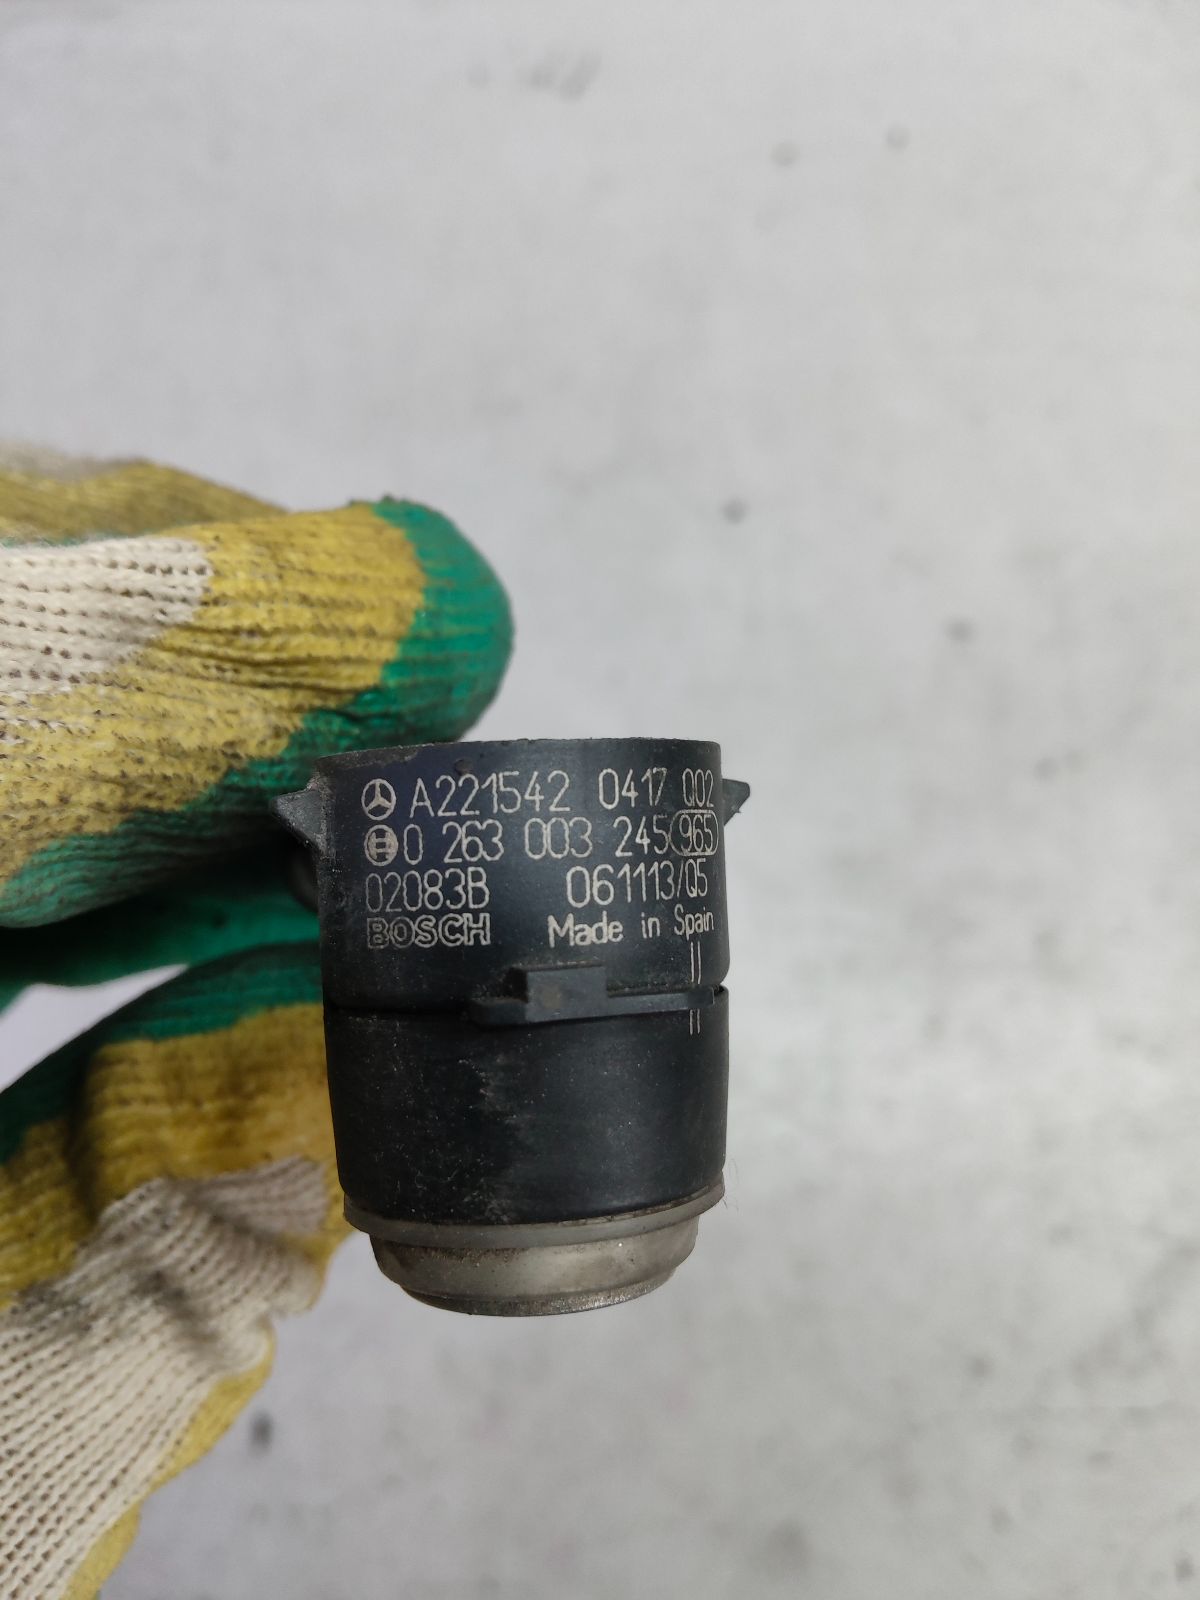 A221542 0417 Q02
0 263 003 245 965
02083B 061113/Q5
BOSCH Made in Spain